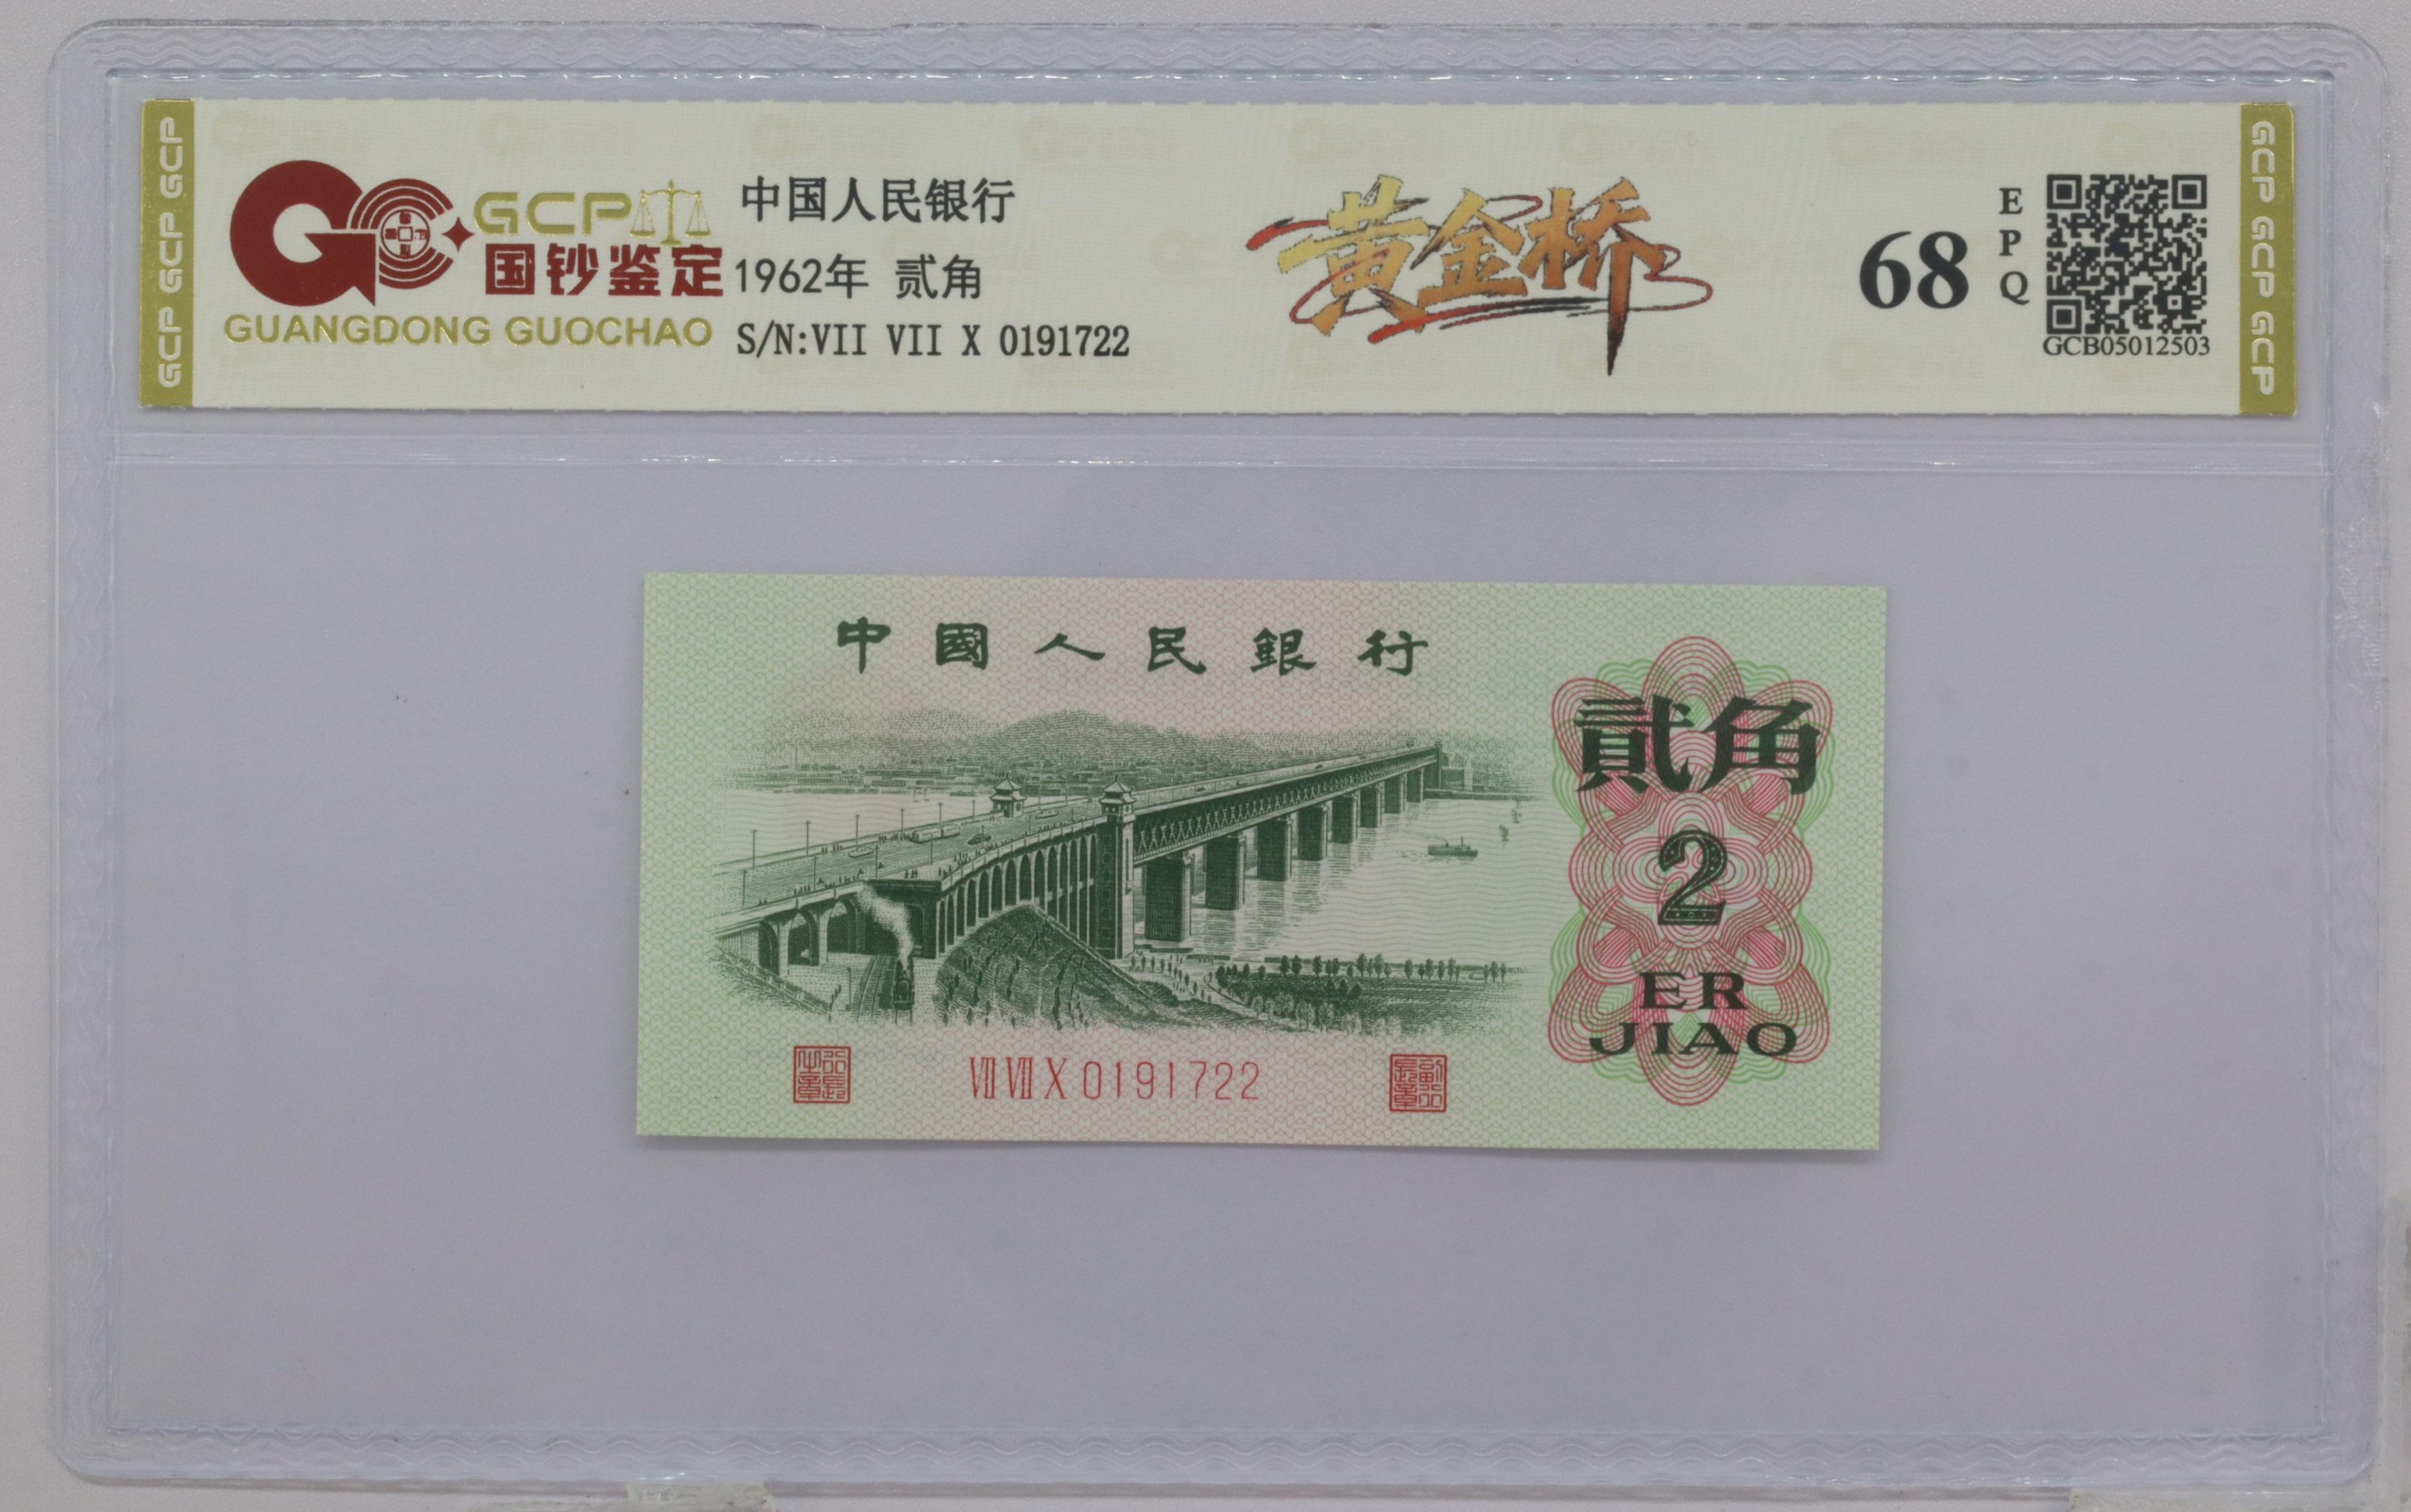 GCP GCP GCP
GCP
国钞鉴定
GUANGDONG GUOCHAO
中国人民银行
1962年 贰角
S/N:VII VII X 0191722
黄金桥
68
EPQ
GCB05012503
GCP GCP GCP
中國人民銀行
貳角
2
ER
JIAO
VII VII X 0191722